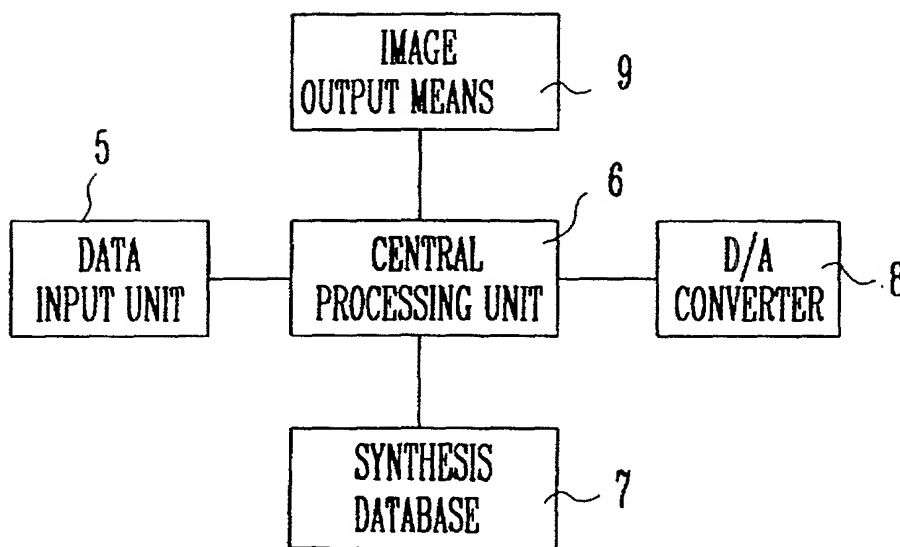 IMAGE
OUTPUT MEANS
9
5
DATA
INPUT UNIT
6
CENTRAL
PROCESSING UNIT
D/A
CONVERTER
8
SYNTHESIS
DATABASE
7